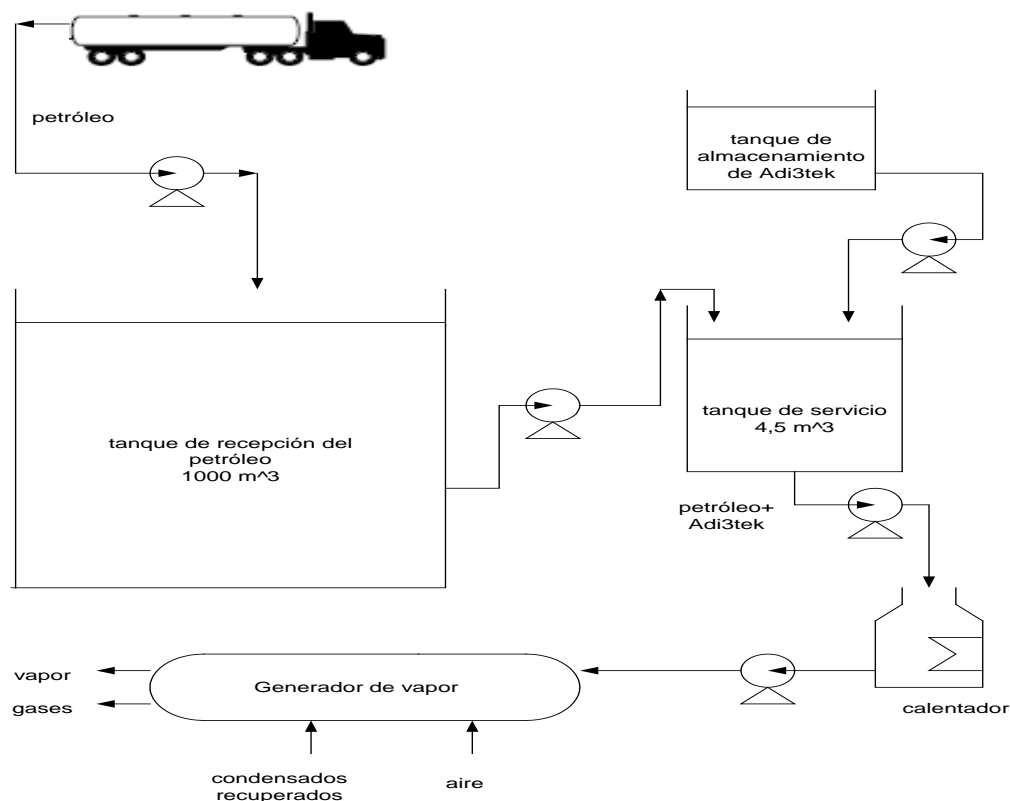 petróleo
tanque de
almacenamiento
de Adi3tek
tanque de recepción del
petróleo
1000 m^3
tanque de servicio
4,5 m^3
petróleo+
Adi3tek
vapor
gases
Generador de vapor
calentador
condensados
recuperados
aire